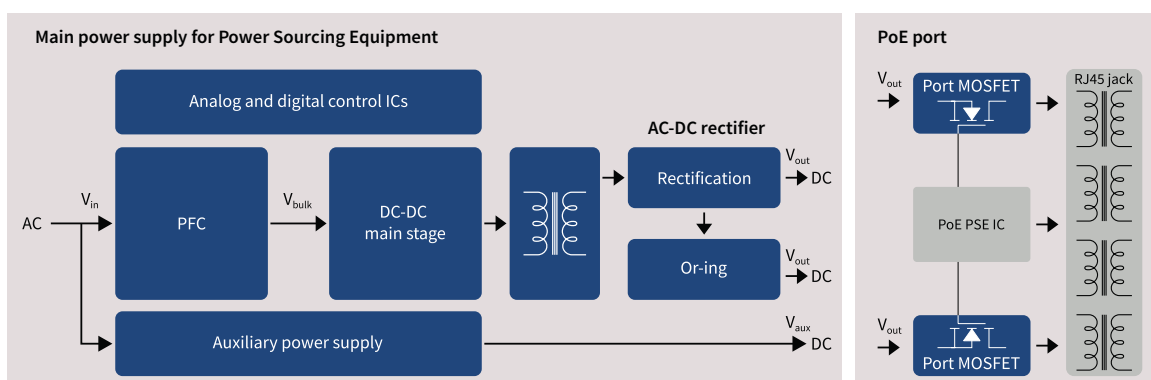 Main power supply for Power Sourcing Equipment
Analog and digital control ICs
AC-DC rectifier
AC
Vin
PFC
Vbulk
DC-DC
main stage
Rectification
Vout
DC
Or-ing
Vout
DC
Auxiliary power supply
Vaux
DC
PoE port
Vout
Port MOSFET
RJ45 jack
PoE PSE IC
Vout
Port MOSFET